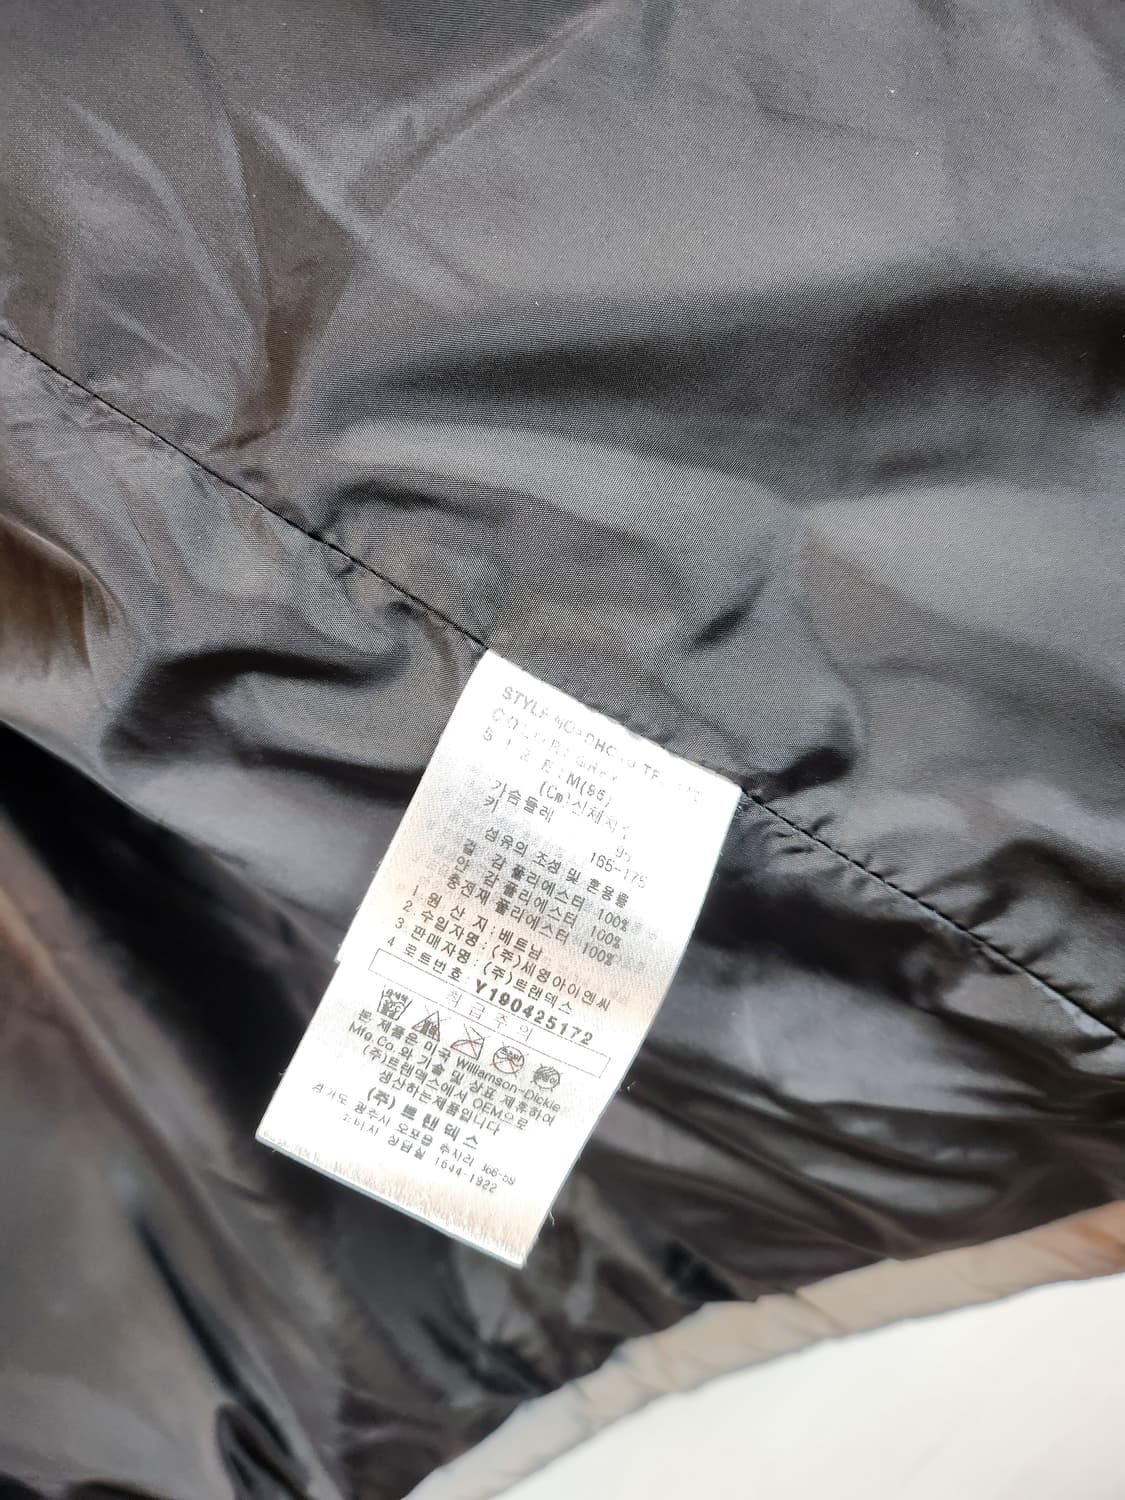 STYLE
COLOR: GREY
S I Z E : M(95)
(Cm):신체치수
가슴둘레 95
키 165-175
섬유의 조성 및 혼용률
겉 감 폴리에스터 100%
안 감 폴리에스터 100%
충전재 폴리에스터 100%
1. 원 산 지 : 베트남
2. 수입자명 : (주)세영아이앤씨
3. 판매자명 : (주)트랜덱스
4 로트번호 : Y190425172
취 급 주 의
본 제품은 미국 Williamson-Dickie
Mfg.Co.와 기술 및 상표 제휴하여
(주)트랜덱스에서 OEM으로
생산하는제품입니다
(주) 트 랜 덱 스
경기도 광주시 오포읍 추자리
소비자 상담실 1644-1922